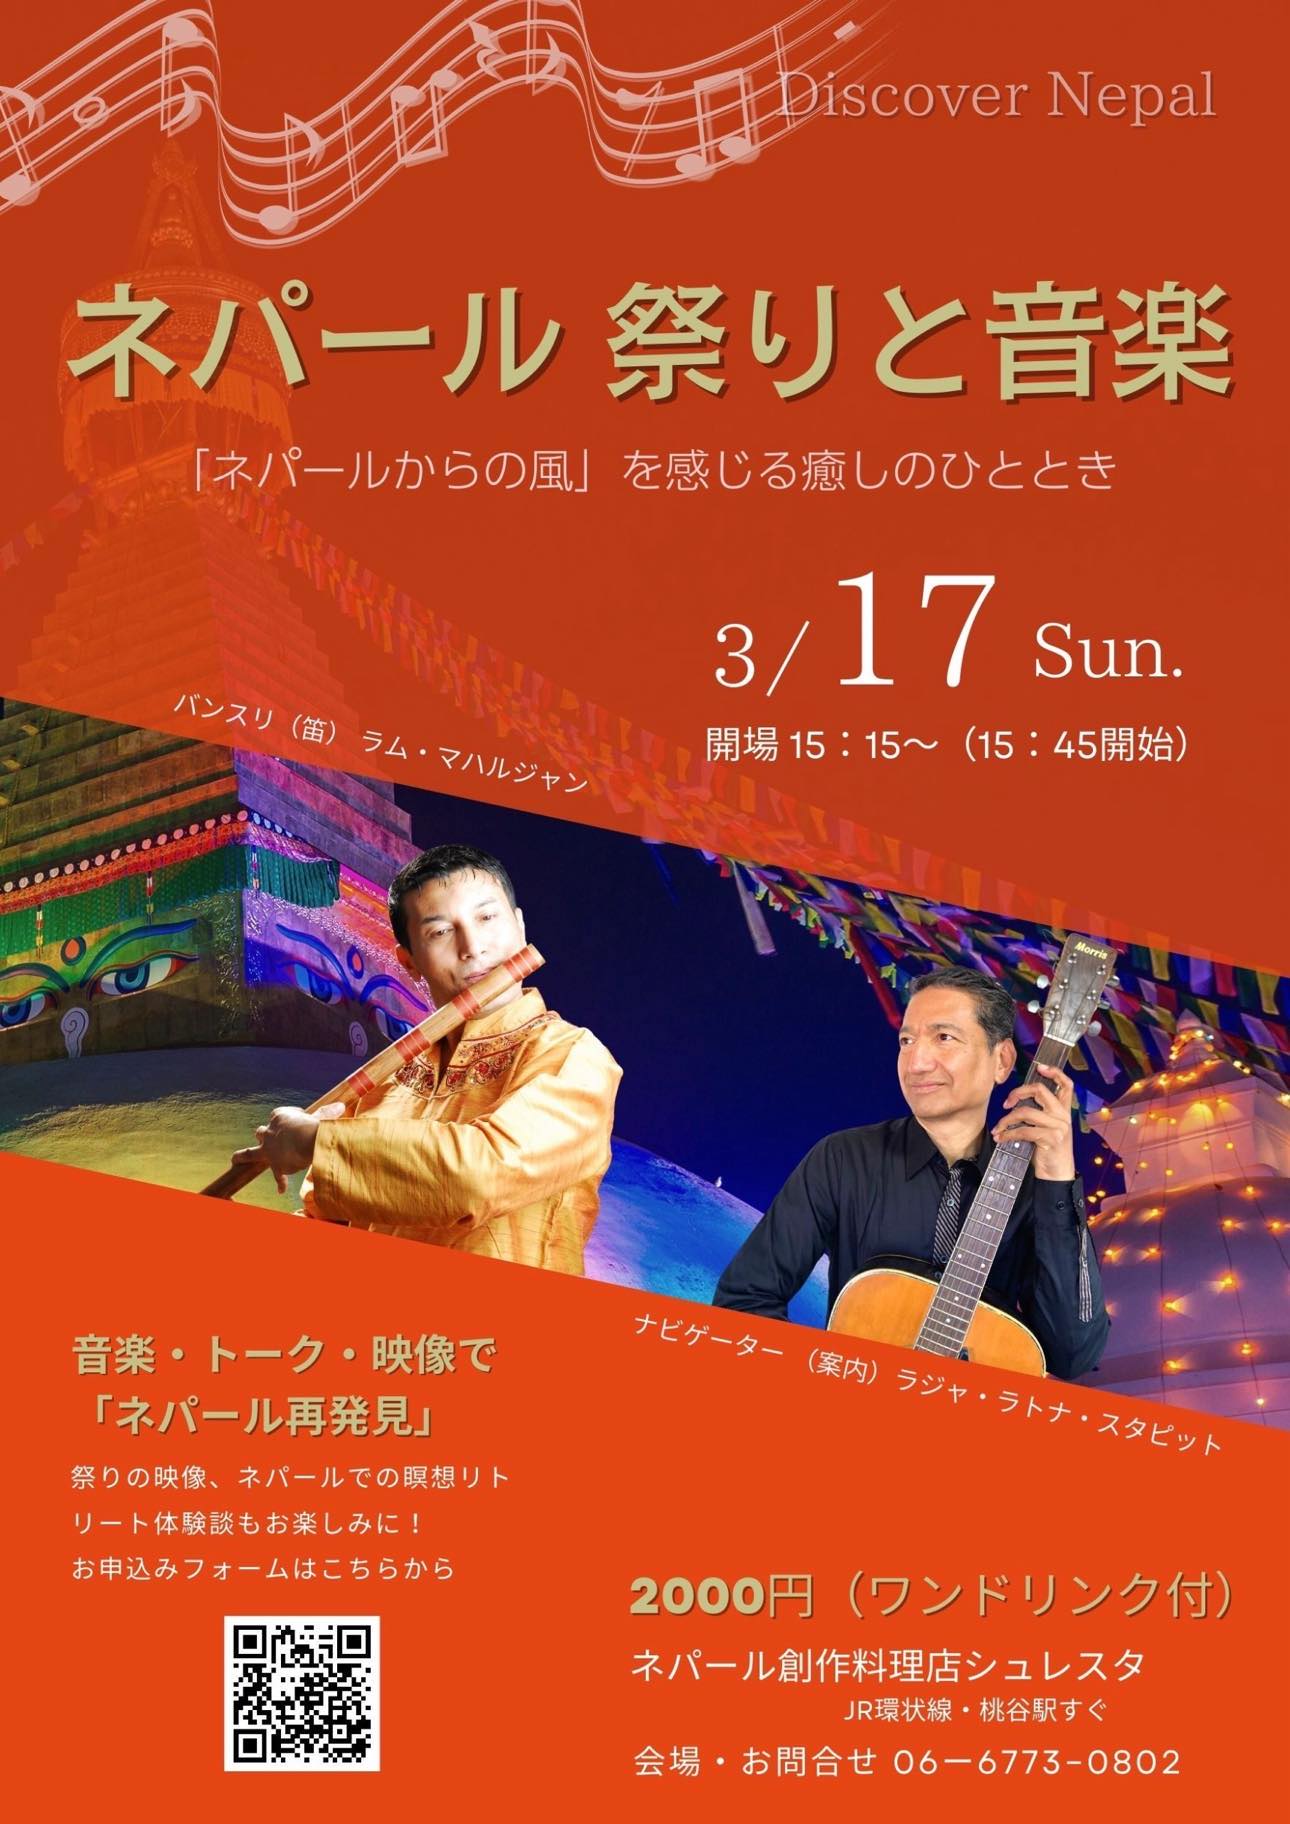 Discover Nepal
ネパール 祭りと音楽
「ネパールからの風」を感じる癒しのひととき
3/17 Sun.
開場 15：15〜（15：45開始）
バンスリ（笛） ラム・マハルジャン
Morris
ナビゲーター （案内）ラジャ・ラトナ・スタピット
音楽・トーク・映像で
「ネパール再発見」
祭りの映像、ネパールでの瞑想リト
リート体験談もお楽しみに！
お申込みフォームはこちらから
2000円（ワンドリンク付）
ネパール創作料理店シュレスタ
JR環状線・桃谷駅すぐ
会場・お問合せ 06ー6773-0802